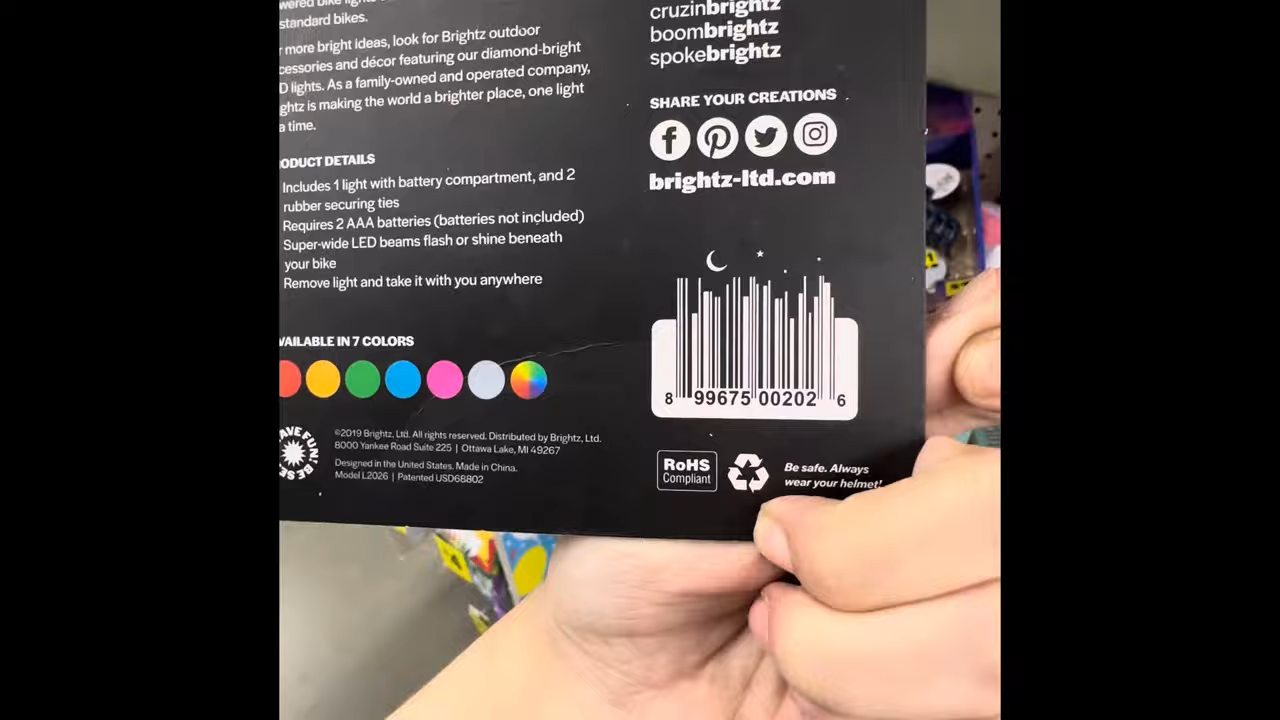 standard bikes.
more bright ideas, look for Brightz outdoor
cessories and décor featuring our diamond-bright
D lights. As a family-owned and operated company,
ghtz is making the world a brighter place, one light
a time.
ODUCT DETAILS
Includes 1 light with battery compartment, and 2
rubber securing ties
Requires 2 AAA batteries (batteries not included)
Super-wide LED beams flash or shine beneath
your bike
Remove light and take it with you anywhere
VAILABLE IN 7 COLORS
©2019 Brightz, Ltd. All rights reserved. Distributed by Brightz, Ltd.
8000 Yankee Road Suite 225 | Ottawa Lake, MI 49267
Designed in the United States. Made in China.
Model L2026 | Patented USD68802
cruzinbrightz
boombrightz
spokebrightz
SHARE YOUR CREATIONS
brightz-ltd.com
8 99675 00202 6
RoHS
Compliant
Be safe. Always
wear your helmet!